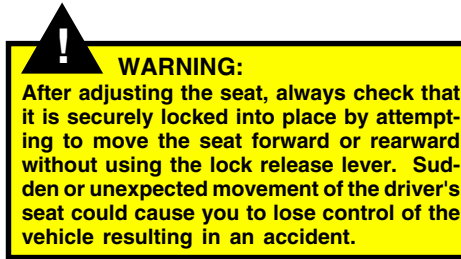 !
WARNING:
After adjusting the seat, always check that
it is securely locked into place by attempt-
ing to move the seat forward or rearward
without using the lock release lever. Sud-
den or unexpected movement of the driver's
seat could cause you to lose control of the
vehicle resulting in an accident.